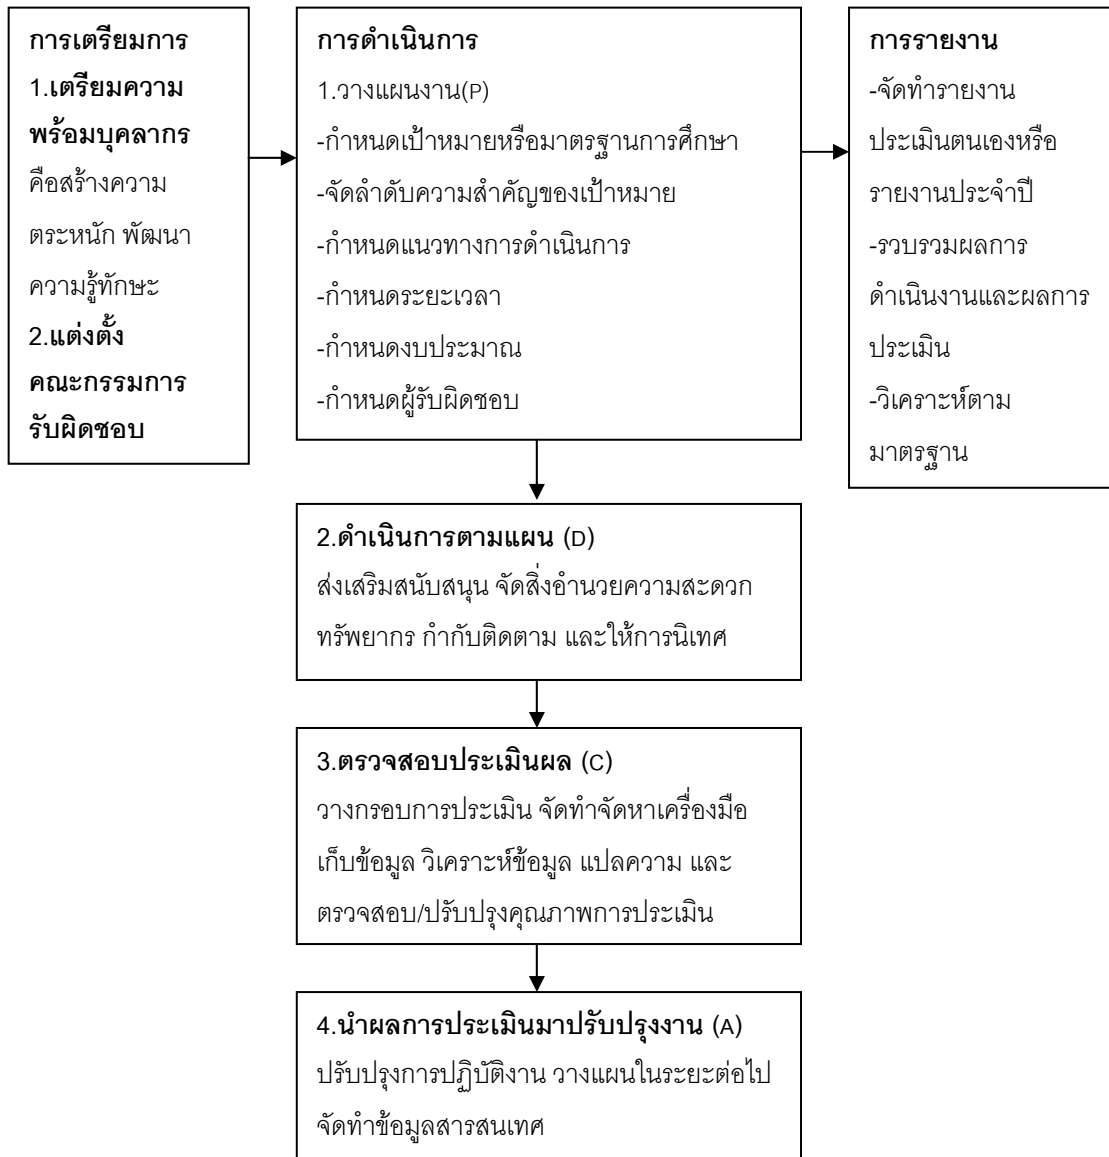 การเตรียมการ
1.เตรียมความ
พร้อมบุคลากร
คือสร้างความ
ตระหนัก พัฒนา
ความรู้ทักษะ
2.แต่งตั้ง
คณะกรรมการ
รับผิดชอบ
การดำเนินการ
1.วางแผนงาน(P)
-กำหนดเป้าหมายหรือมาตรฐานการศึกษา
-จัดลำดับความสำคัญของเป้าหมาย
-กำหนดแนวทางการดำเนินการ
-กำหนดระยะเวลา
-กำหนดงบประมาณ
-กำหนดผู้รับผิดชอบ
การรายงาน
-จัดทำรายงาน
ประเมินตนเองหรือ
รายงานประจำปี
-รวบรวมผลการ
ดำเนินงานและผลการ
ประเมิน
-วิเคราะห์ตาม
มาตรฐาน
2.ดำเนินการตามแผน (D)
ส่งเสริมสนับสนุน จัดสิ่งอำนวยความสะดวก
ทรัพยากร กำกับติดตาม และให้การนิเทศ
3.ตรวจสอบประเมินผล (C)
วางกรอบการประเมิน จัดทำจัดหาเครื่องมือ
เก็บข้อมูล วิเคราะห์ข้อมูล แปลความ และ
ตรวจสอบ/ปรับปรุงคุณภาพการประเมิน
4.นำผลการประเมินมาปรับปรุงงาน (A)
ปรับปรุงการปฏิบัติงาน วางแผนในระยะต่อไป
จัดทำข้อมูลสารสนเทศ